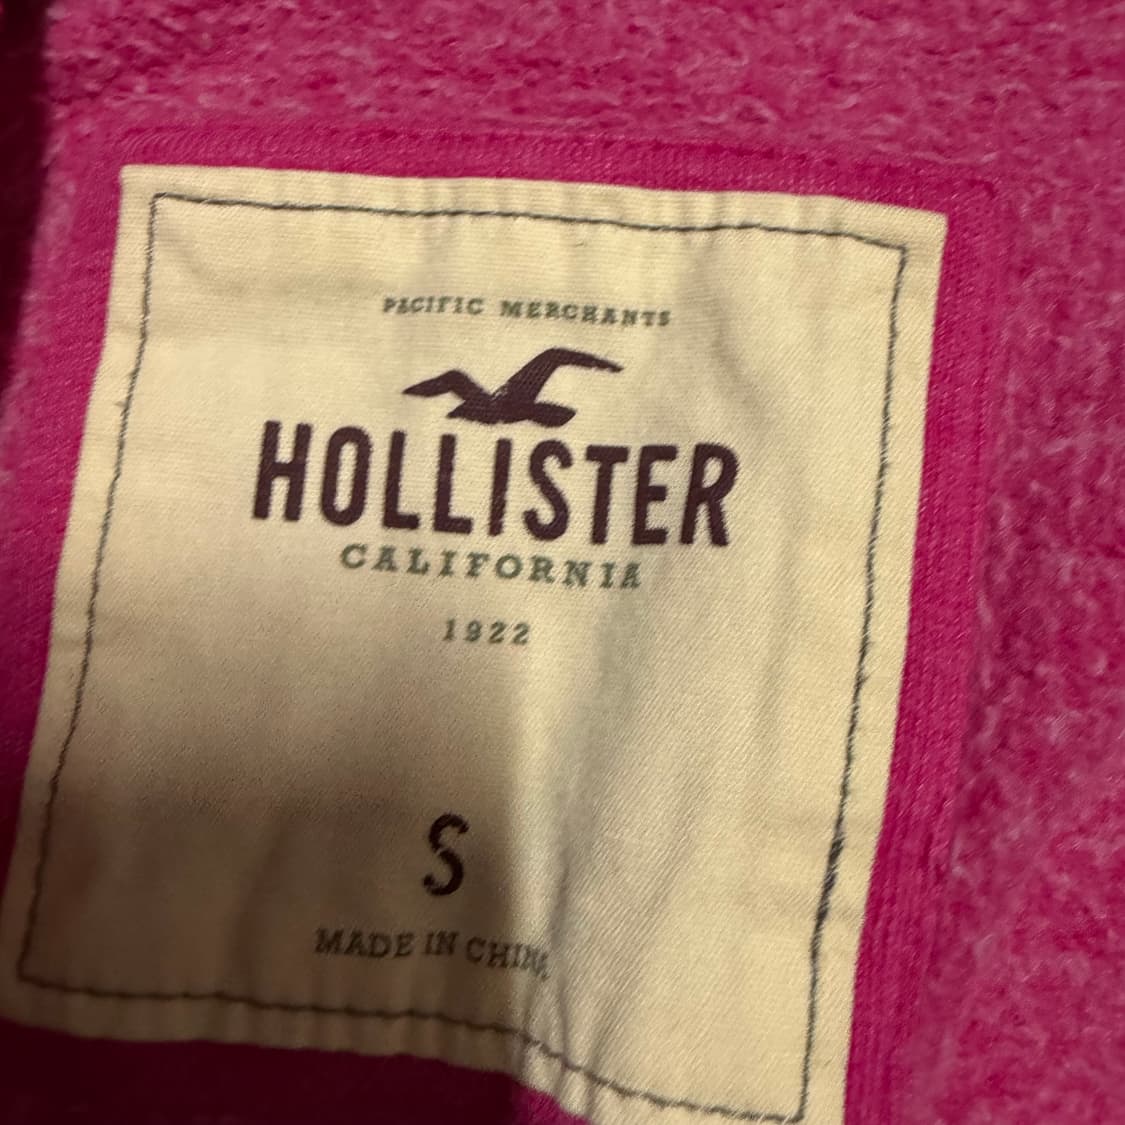 PACIFIC MERCHANTS
HOLLISTER
CALIFORNIA
1922
S
MADE IN CHINA